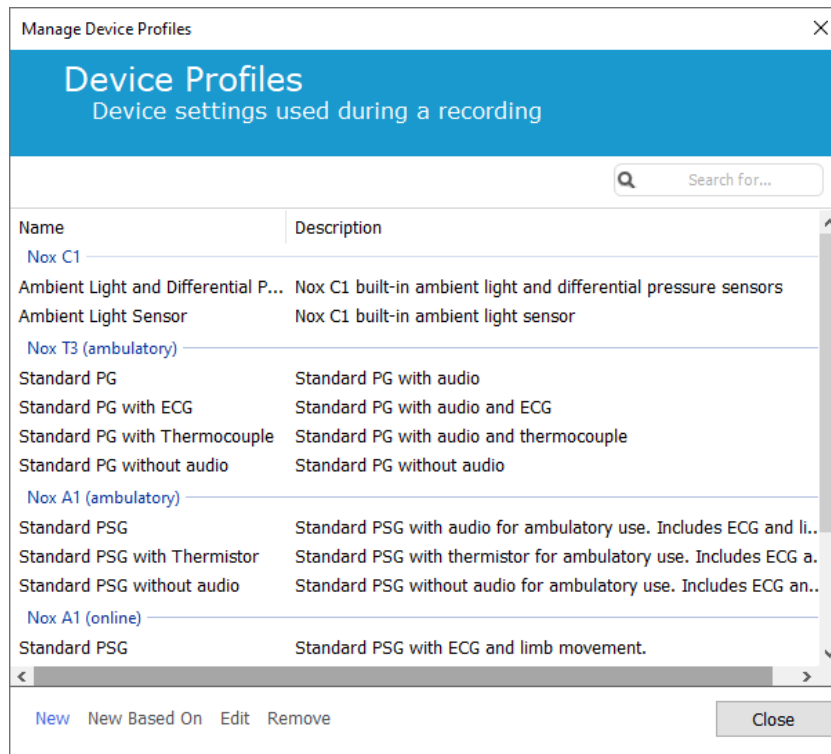 Manage Device Profiles
Device Profiles
Device settings used during a recording
Search for...
Name Description
Nox C1
Ambient Light and Differential P... Nox C1 built-in ambient light and differential pressure sensors
Ambient Light Sensor Nox C1 built-in ambient light sensor
Nox T3 (ambulatory)
Standard PG Standard PG with audio
Standard PG with ECG Standard PG with audio and ECG
Standard PG with Thermocouple Standard PG with audio and thermocouple
Standard PG without audio Standard PG without audio
Nox A1 (ambulatory)
Standard PSG Standard PSG with audio for ambulatory use. Includes ECG and li..
Standard PSG with Thermistor Standard PSG with thermistor for ambulatory use. Includes ECG a.
Standard PSG without audio Standard PSG without audio for ambulatory use. Includes ECG an..
Nox A1 (online)
Standard PSG Standard PSG with ECG and limb movement.
New New Based On Edit Remove Close